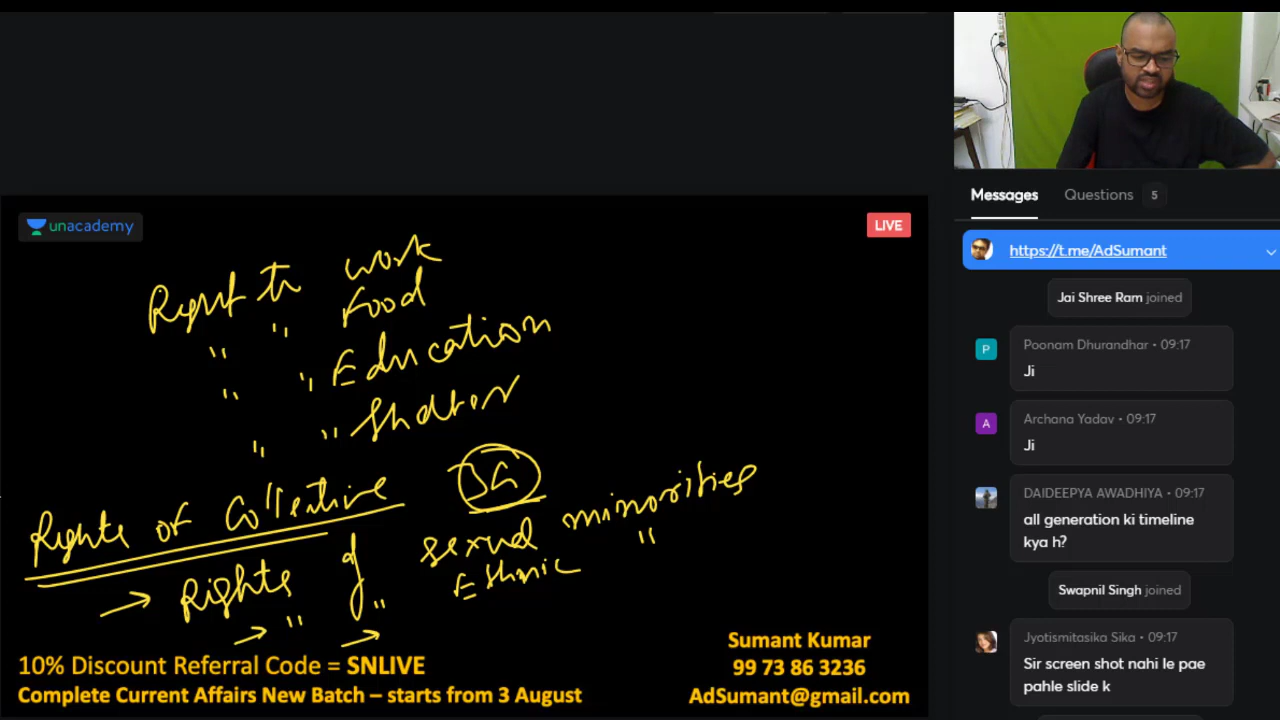 unacademy
LIVE
Right to work
" " Food
" " Education
" " Shelter
Rights of Collective
3G
→ Rights of sexual minorities
→ " → " Ethnic "
10% Discount Referral Code = SNLIVE
Complete Current Affairs New Batch – starts from 3 August
Sumant Kumar
99 73 86 3236
AdSumant@gmail.com
Messages Questions 5
https://t.me/AdSumant
Jai Shree Ram joined
P
Poonam Dhurandhar • 09:17
Ji
A
Archana Yadav • 09:17
Ji
DAIDEEPYA AWADHIYA • 09:17
all generation ki timeline
kya h?
Swapnil Singh joined
Jyotismitasika Sika • 09:17
Sir screen shot nahi le pae
pahle slide k